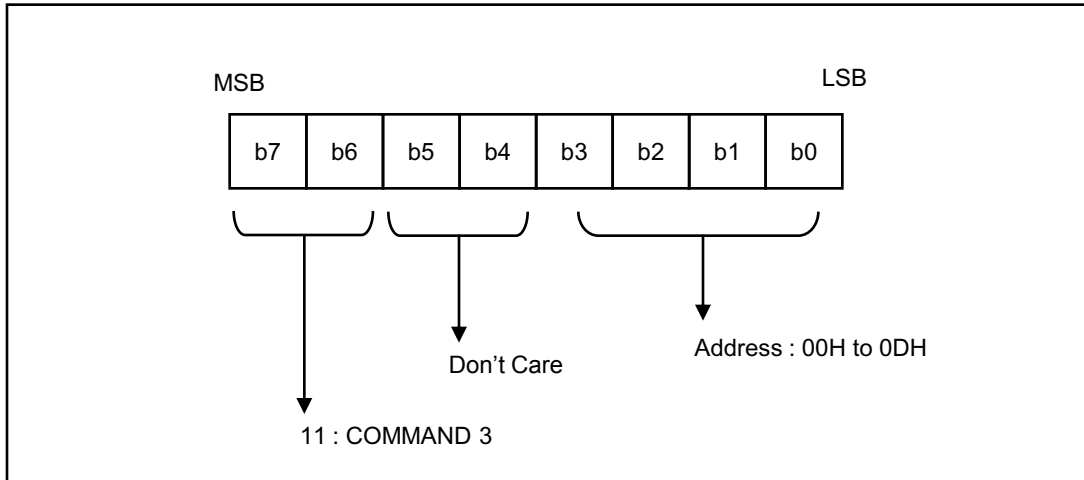 MSB
LSB
b7 b6 b5 b4 b3 b2 b1 b0
Address : 00H to 0DH
Don’t Care
11 : COMMAND 3